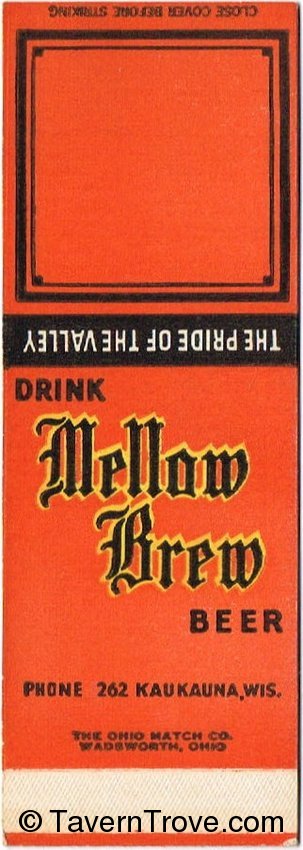 CLOSE COVER BEFORE STRIKING
THE PRIDE OF THE VALLEY
DRINK
Mellow
Brew
BEER
PHONE 262 KAUKAUNA, WIS.
THE OHIO MATCH CO.
WADSWORTH, OHIO
© TavernTrove.com